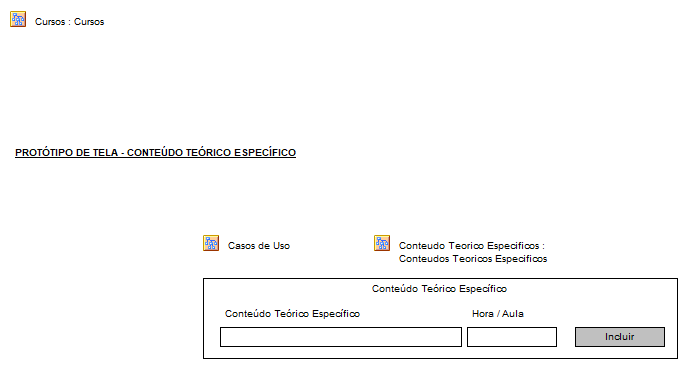 Cursos : Cursos
PROTÓTIPO DE TELA - CONTEÚDO TEÓRICO ESPECÍFICO
Casos de Uso
Conteudo Teorico Especificos :
Conteudos Teoricos Especificos
Conteúdo Teórico Específico
Conteúdo Teórico Específico
Hora / Aula
Incluir